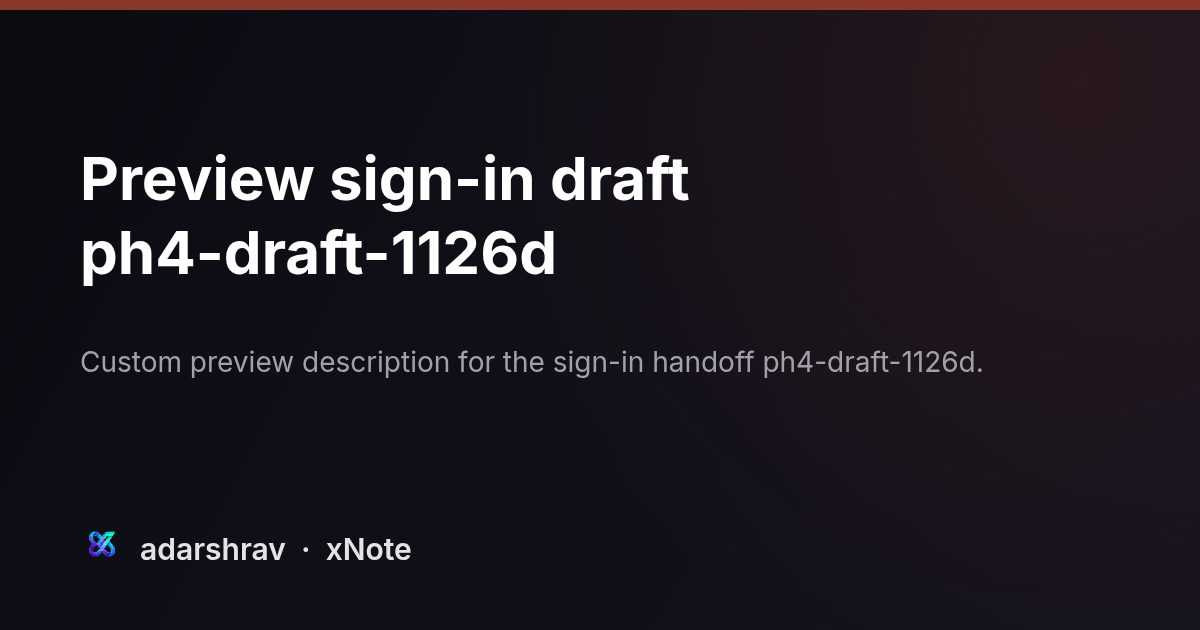 Preview sign-in draft
ph4-draft-1126d
Custom preview description for the sign-in handoff ph4-draft-1126d.
adarshrav · xNote